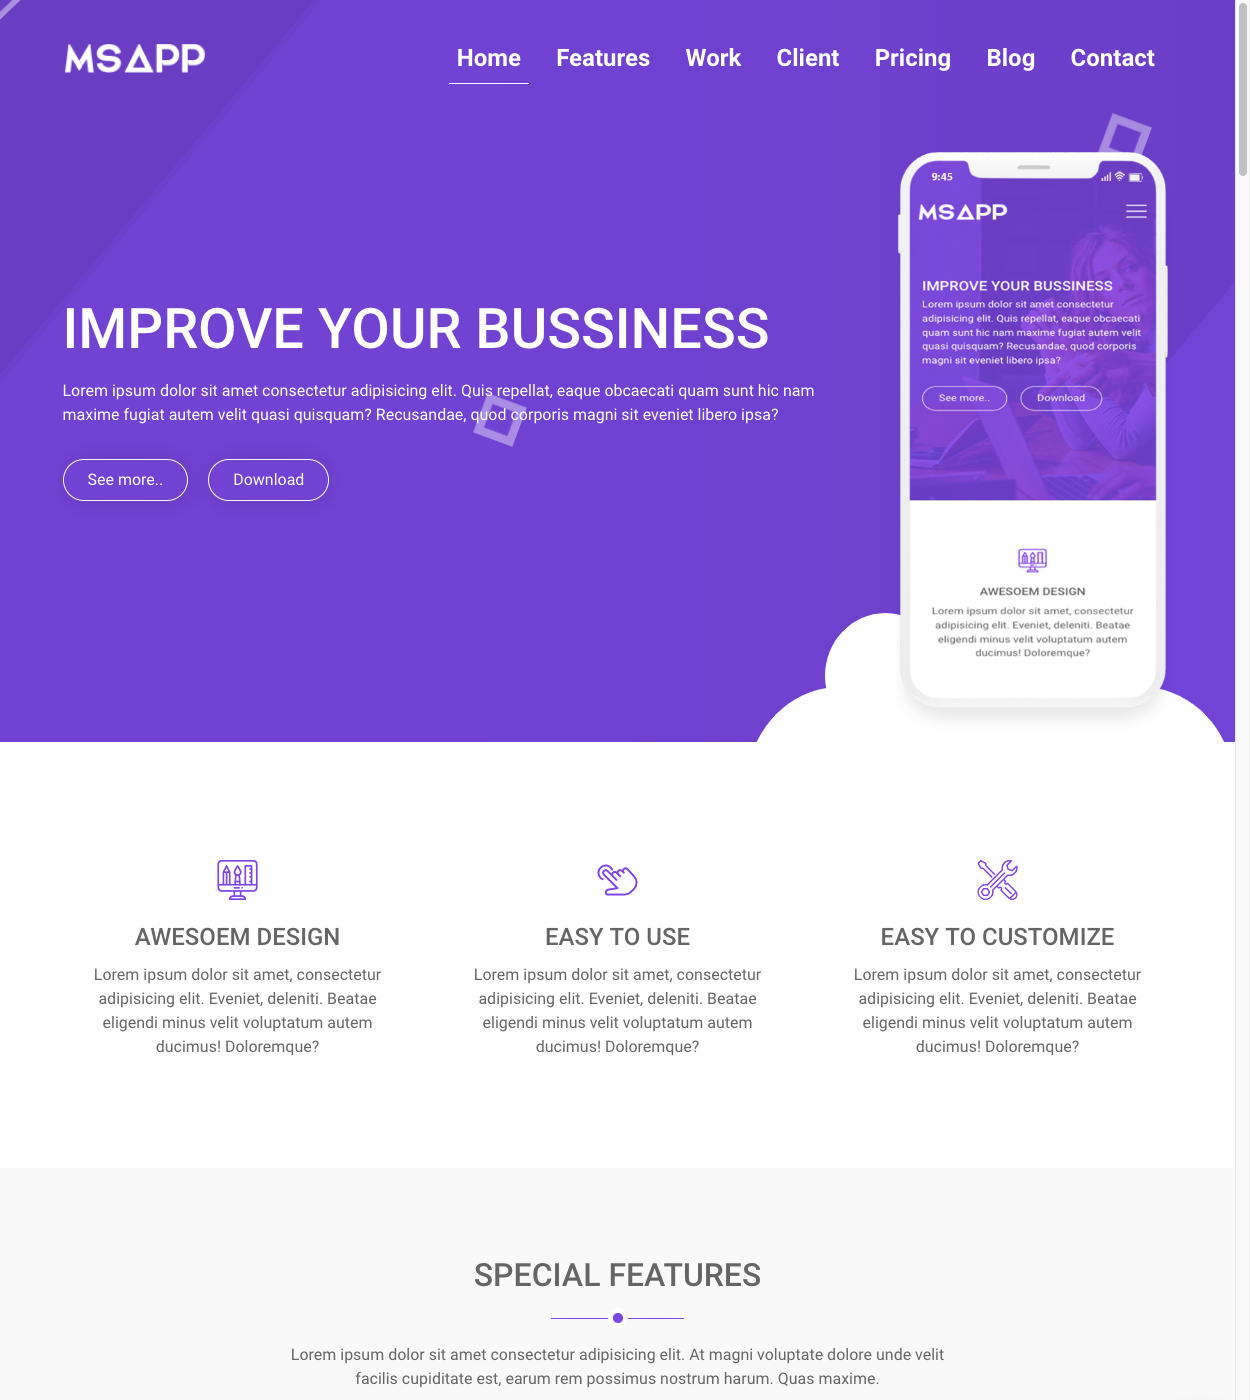 MSAPP
Home Features Work Client Pricing Blog Contact
IMPROVE YOUR BUSSINESS
Lorem ipsum dolor sit amet consectetur adipisicing elit. Quis repellat, eaque obcaecati quam sunt hic nam
maxime fugiat autem velit quasi quisquam? Recusandae, quod corporis magni sit eveniet libero ipsa?
See more.. Download
9:45
MSAPP
IMPROVE YOUR BUSSINESS
Lorem ipsum dolor sit amet consectetur
adipisicing elit. Quis repellat, eaque obcaecati
quam sunt hic nam maxime fugiat autem velit
quasi quisquam? Recusandae, quod corporis
magni sit eveniet libero ipsa?
See more.. Download
AWESOEM DESIGN
Lorem ipsum dolor sit amet, consectetur
adipisicing elit. Eveniet, deleniti. Beatae
eligendi minus velit voluptatum autem
ducimus! Doloremque?
AWESOEM DESIGN
Lorem ipsum dolor sit amet, consectetur
adipisicing elit. Eveniet, deleniti. Beatae
eligendi minus velit voluptatum autem
ducimus! Doloremque?
EASY TO USE
Lorem ipsum dolor sit amet, consectetur
adipisicing elit. Eveniet, deleniti. Beatae
eligendi minus velit voluptatum autem
ducimus! Doloremque?
EASY TO CUSTOMIZE
Lorem ipsum dolor sit amet, consectetur
adipisicing elit. Eveniet, deleniti. Beatae
eligendi minus velit voluptatum autem
ducimus! Doloremque?
SPECIAL FEATURES
Lorem ipsum dolor sit amet consectetur adipisicing elit. At magni voluptate dolore unde velit
facilis cupiditate est, earum rem possimus nostrum harum. Quas maxime.